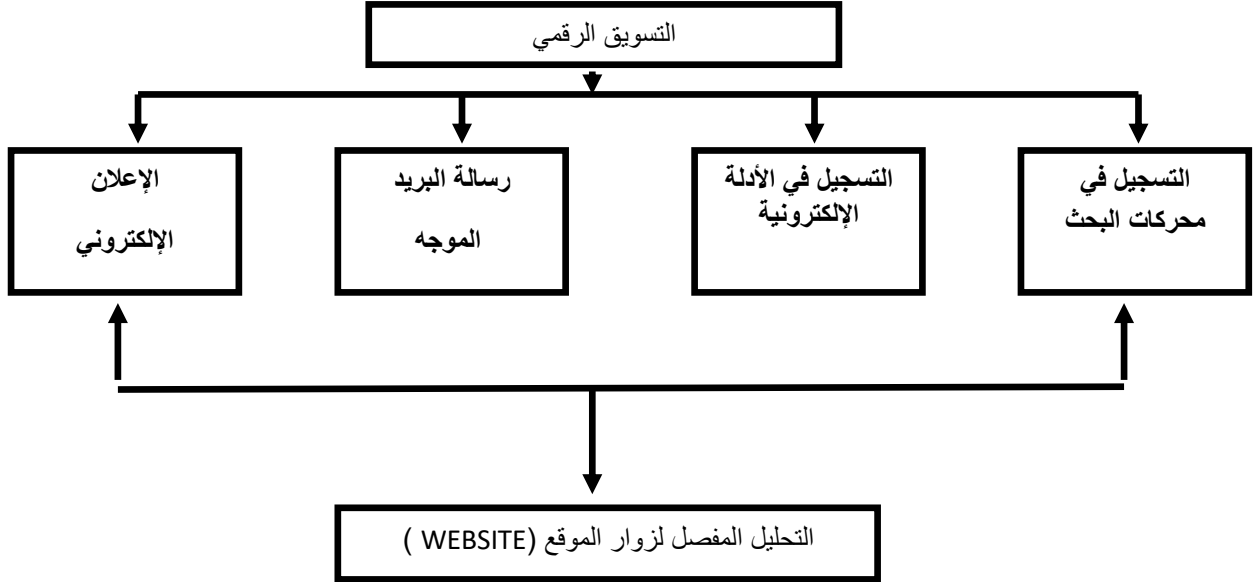 التسويق الرقمي
التسجيل في
محركات البحث
التسجيل في الأدلة
الإلكترونية
رسالة البريد
الموجه
الإعلان
الإلكتروني
التحليل المفصل لزوار الموقع (WEBSITE )